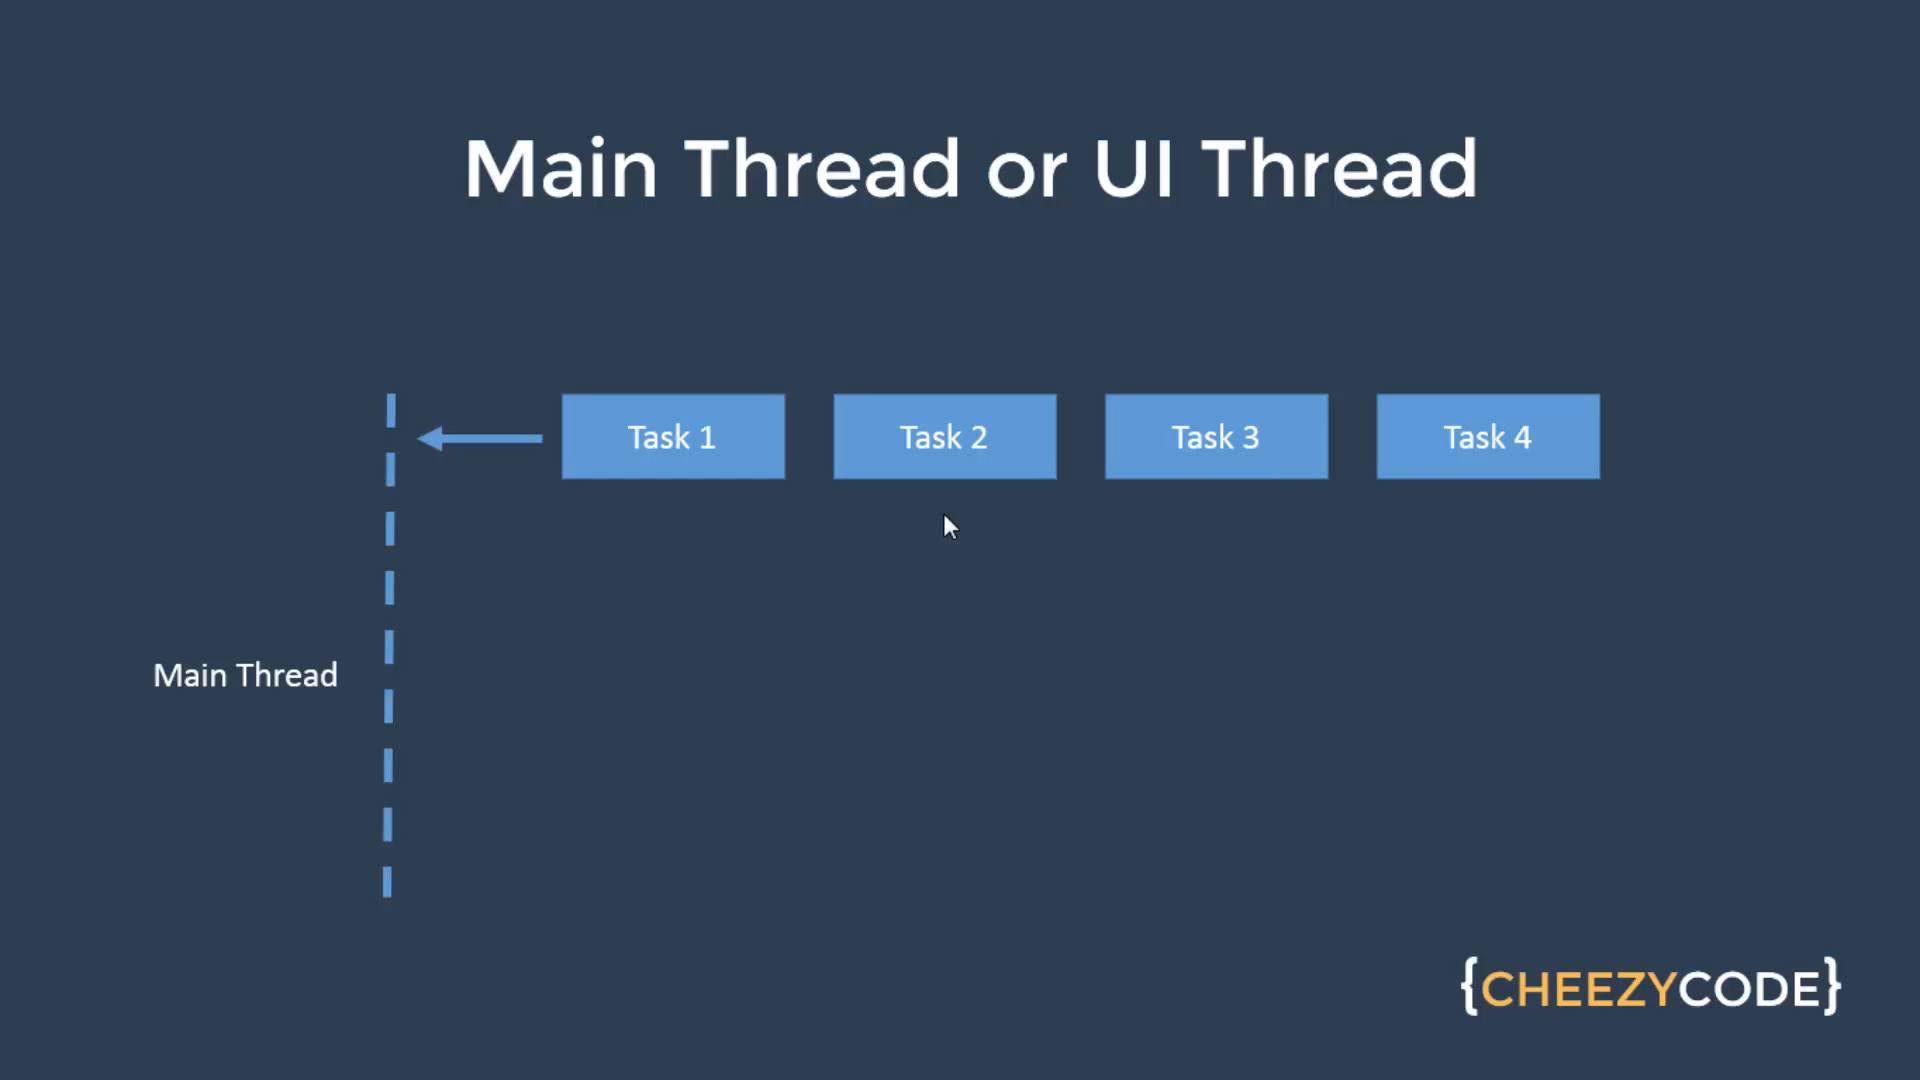 Main Thread or UI Thread
Task 1
Task 2
Task 3
Task 4
Main Thread
{CHEEZYCODE}